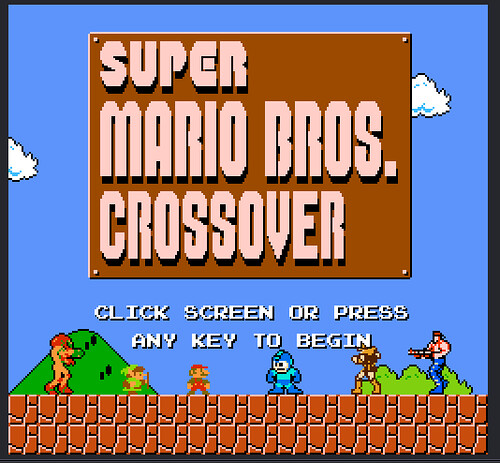 SUPER
MARIO BROS.
CROSSOVER
CLICK SCREEN OR PRESS
ANY KEY TO BEGIN